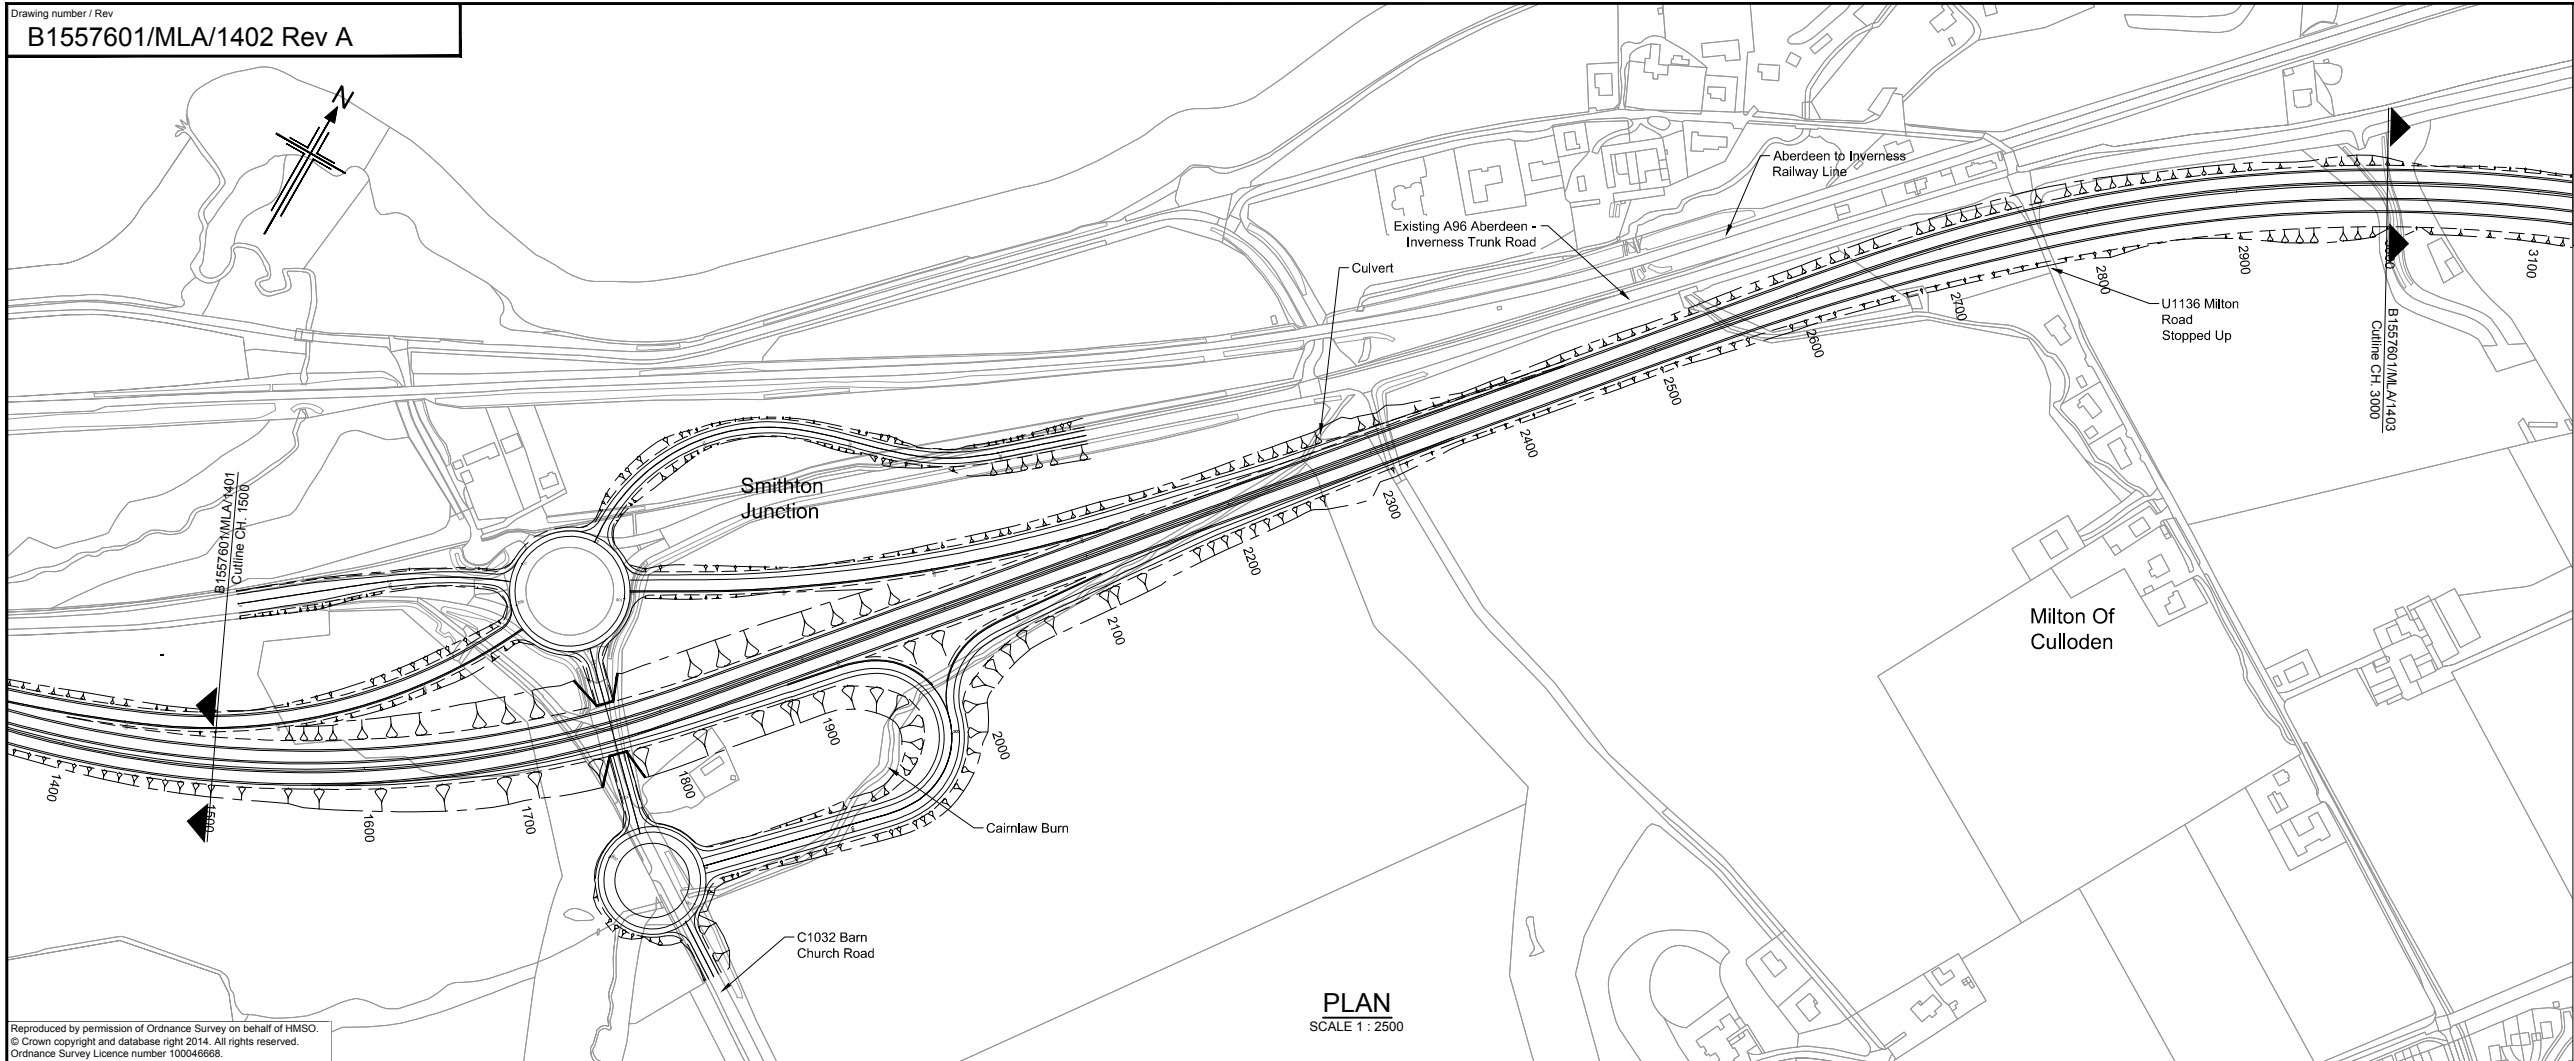 Drawing number / Rev
B1557601/MLA/1402 Rev A
N
Aberdeen to Inverness
Railway Line
Existing A96 Aberdeen -
Inverness Trunk Road
Culvert
U1136 Milton
Road
Stopped Up
B1557601/MLA/1403
Cutline CH. 3000
B1557601/MLA/1401
Cutline CH. 1500
Smithton
Junction
Milton Of
Culloden
Cairnlaw Burn
C1032 Barn
Church Road
1400
1500
1600
1700
1800
1900
2000
2100
2200
2300
2400
2500
2600
2700
2800
2900
3000
3100
PLAN
SCALE 1 : 2500
Reproduced by permission of Ordnance Survey on behalf of HMSO.
© Crown copyright and database right 2014. All rights reserved.
Ordnance Survey Licence number 100046668.